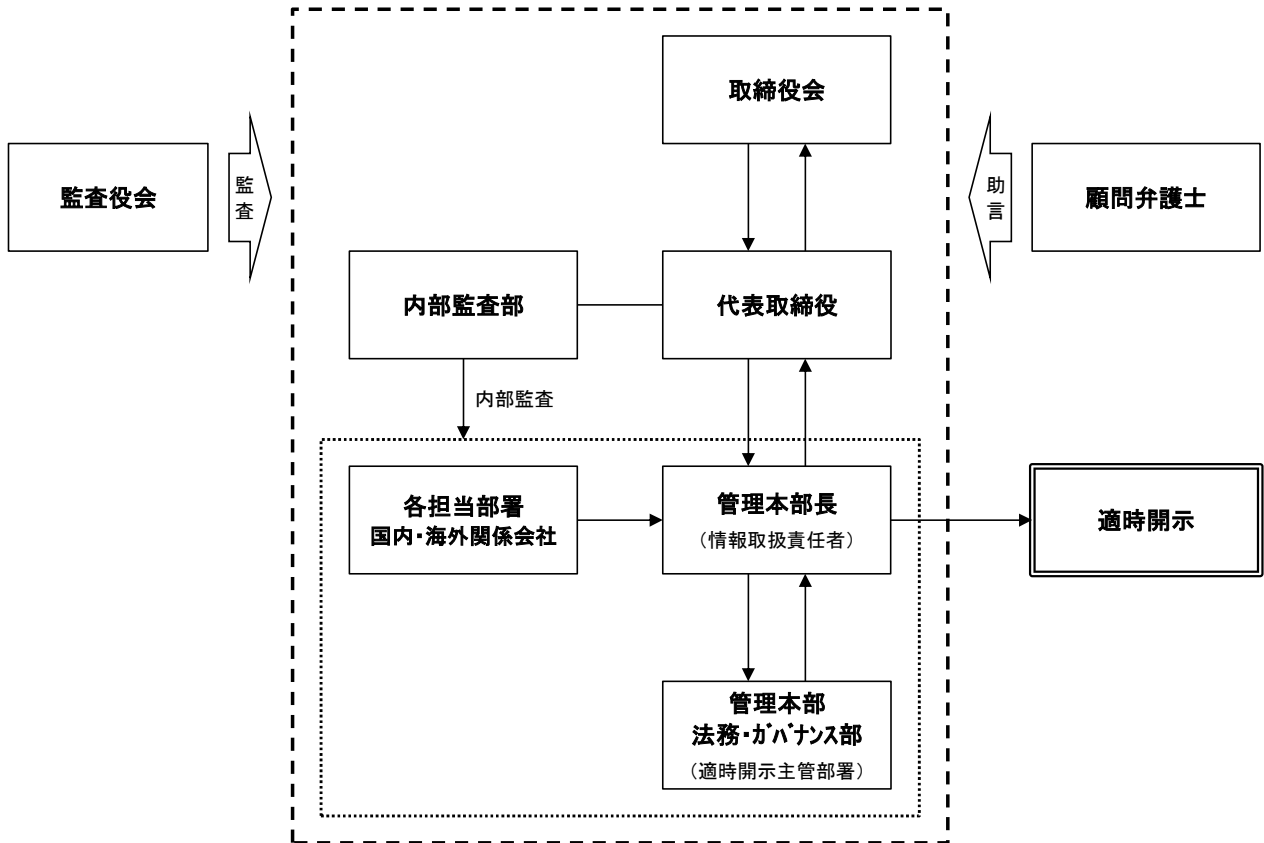 取締役会
監査役会
監査
助言
顧問弁護士
内部監査部
代表取締役
内部監査
各担当部署
国内・海外関係会社
管理本部長
（情報取扱責任者）
適時開示
管理本部
法務・ｶﾞﾊﾞﾅﾝｽ部
（適時開示主管部署）